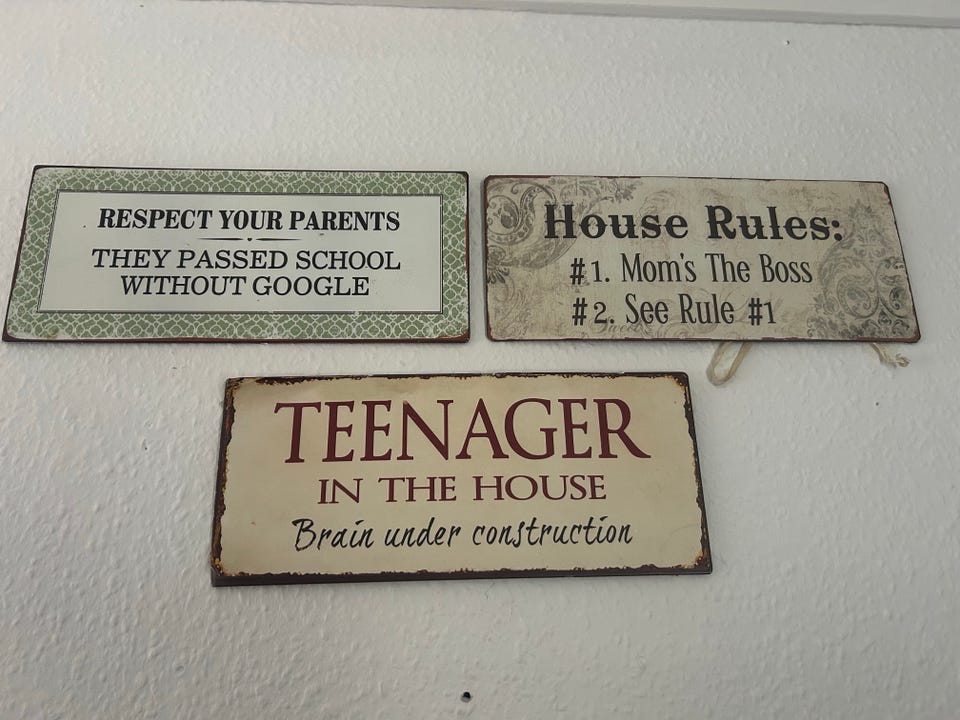 RESPECT YOUR PARENTS
THEY PASSED SCHOOL
WITHOUT GOOGLE
House Rules:
#1. Mom's The Boss
#2. See Rule #1
TEENAGER
IN THE HOUSE
Brain under construction